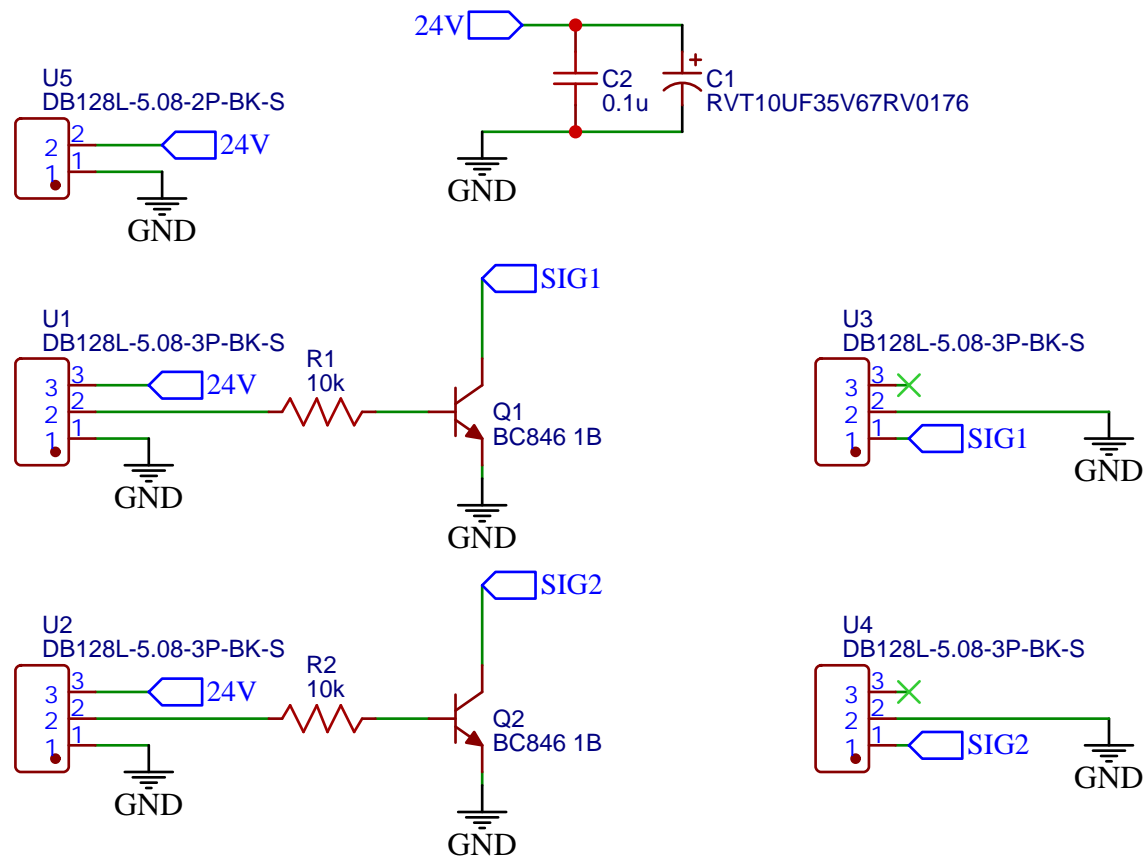 24V
C2
0.1u
C1
RVT10UF35V67RV0176
GND
U5
DB128L-5.08-2P-BK-S
2 2 24V
1 1
GND
SIG1
U1
DB128L-5.08-3P-BK-S
3 3 24V
2 2
1 1
GND
R1
10k
Q1
BC846 1B
GND
U3
DB128L-5.08-3P-BK-S
3 3
2 2
1 1 SIG1
GND
SIG2
U2
DB128L-5.08-3P-BK-S
3 3 24V
2 2
1 1
GND
R2
10k
Q2
BC846 1B
GND
U4
DB128L-5.08-3P-BK-S
3 3
2 2
1 1 SIG2
GND